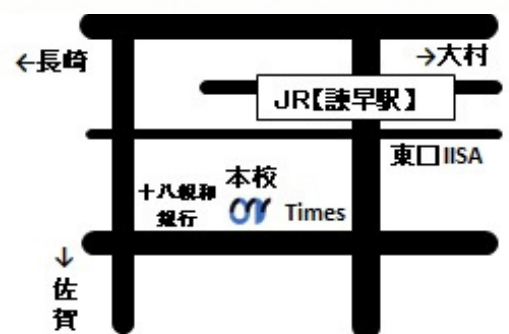 ←長崎
→大村
JR【諫早駅】
東口IISA
本校
十八親和
銀行
Times
↓
佐
賀